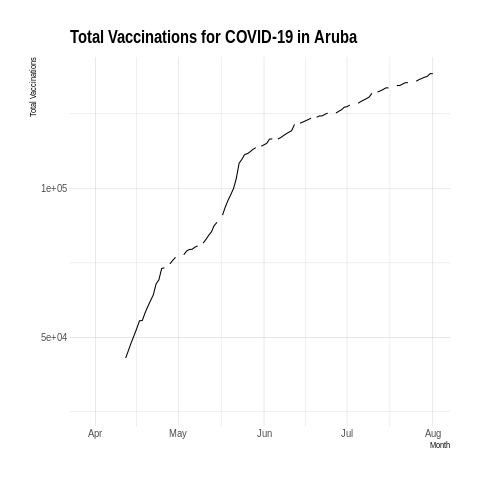 Total Vaccinations for COVID-19 in Aruba
Total Vaccinations
1e+05
5e+04
Apr
May
Jun
Jul
Aug
Month